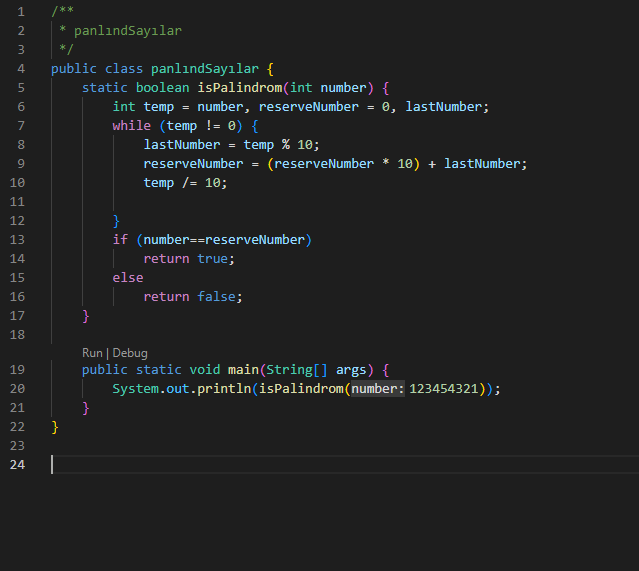 1 /**
2 * panlındSayılar
3 */
4 public class panlındSayılar {
5 static boolean isPalindrom(int number) {
6 int temp = number, reserveNumber = 0, lastNumber;
7 while (temp != 0) {
8 lastNumber = temp % 10;
9 reserveNumber = (reserveNumber * 10) + lastNumber;
10 temp /= 10;
11
12 }
13 if (number==reserveNumber)
14 return true;
15 else
16 return false;
17 }
18
Run | Debug
19 public static void main(String[] args) {
20 System.out.println(isPalindrom(number: 123454321));
21 }
22 }
23
24